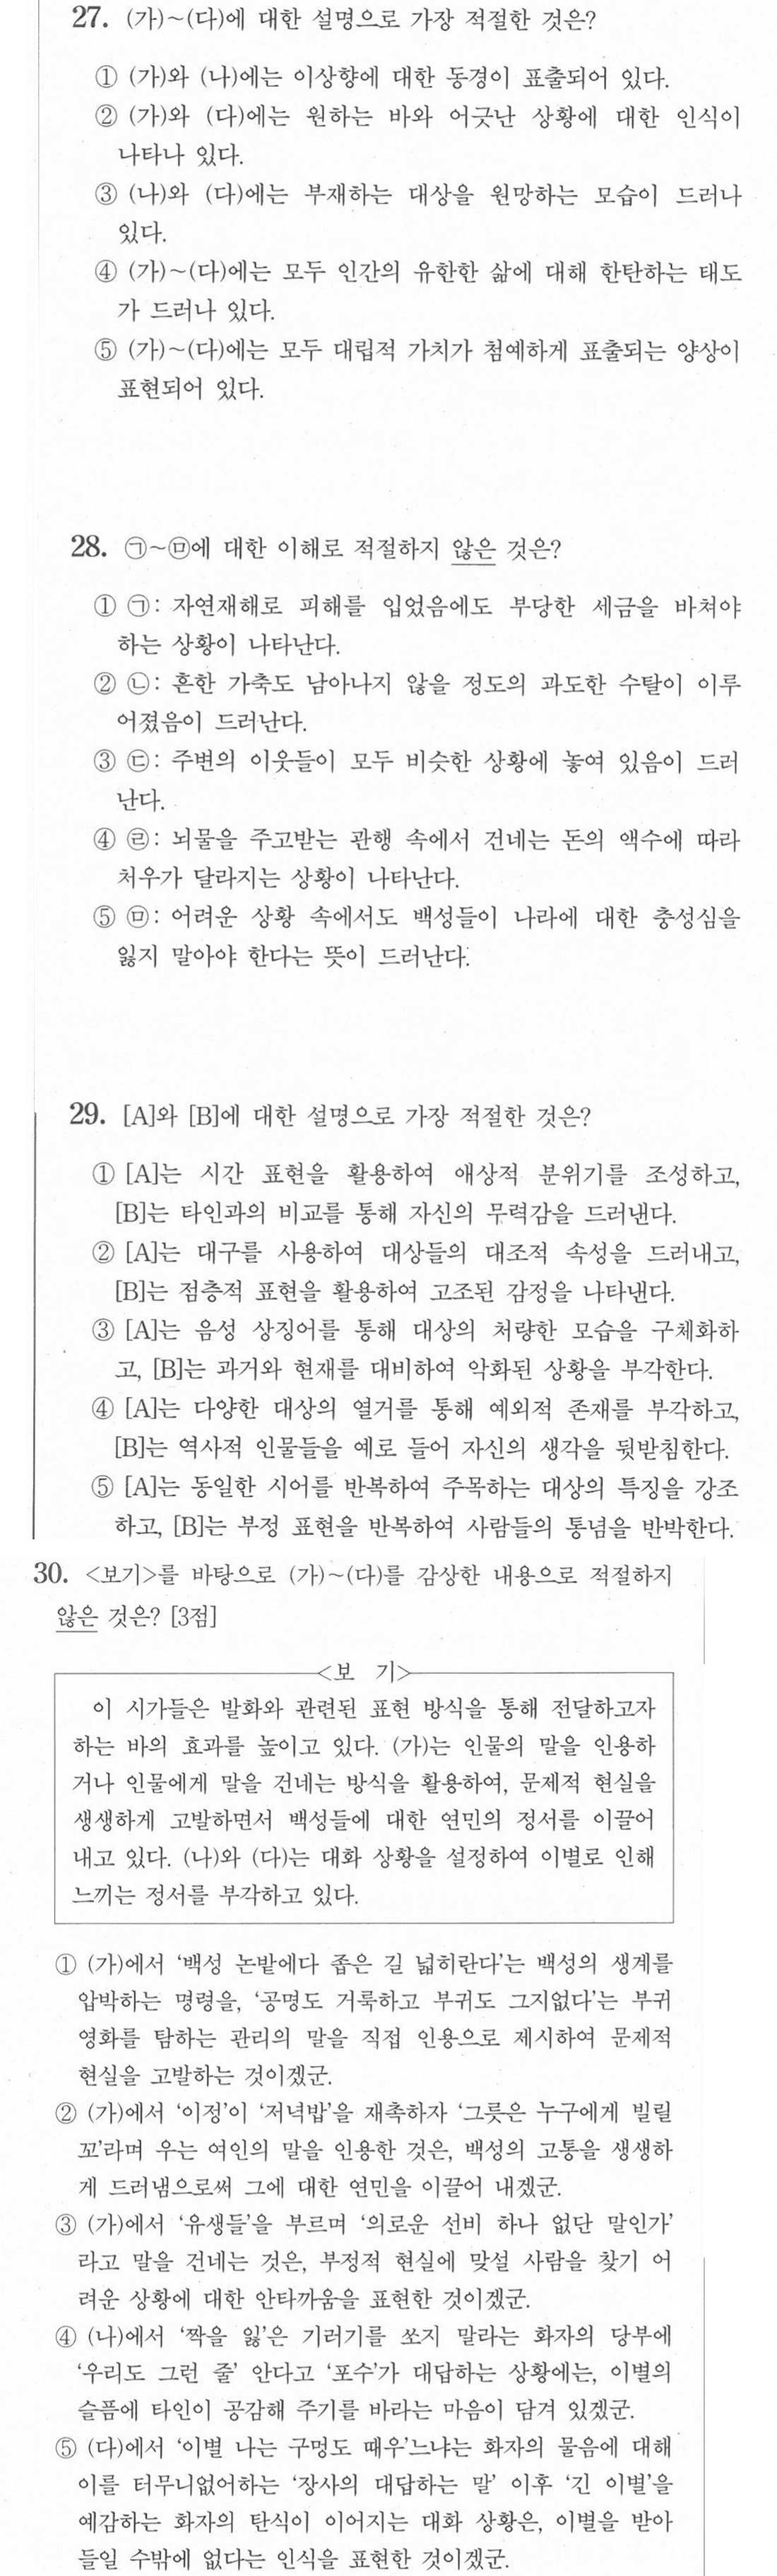 27. (가)~(다)에 대한 설명으로 가장 적절한 것은?
① (가)와 (나)에는 이상향에 대한 동경이 표출되어 있다.
② (가)와 (다)에는 원하는 바와 어긋난 상황에 대한 인식이
나타나 있다.
③ (나)와 (다)에는 부재하는 대상을 원망하는 모습이 드러나
있다.
④ (가)~(다)에는 모두 인간의 유한한 삶에 대해 한탄하는 태도
가 드러나 있다.
⑤ (가)~(다)에는 모두 대립적 가치가 첨예하게 표출되는 양상이
표현되어 있다.
28. ㉠~㉤에 대한 이해로 적절하지 않은 것은?
① ㉠: 자연재해로 피해를 입었음에도 부당한 세금을 바쳐야
하는 상황이 나타난다.
② ㉡: 흔한 가축도 남아나지 않을 정도의 과도한 수탈이 이루
어졌음이 드러난다.
③ ㉢: 주변의 이웃들이 모두 비슷한 상황에 놓여 있음이 드러
난다.
④ ㉣: 뇌물을 주고받는 관행 속에서 건네는 돈의 액수에 따라
처우가 달라지는 상황이 나타난다.
⑤ ㉤: 어려운 상황 속에서도 백성들이 나라에 대한 충성심을
잃지 말아야 한다는 뜻이 드러난다.
29. [A]와 [B]에 대한 설명으로 가장 적절한 것은?
① [A]는 시간 표현을 활용하여 애상적 분위기를 조성하고,
[B]는 타인과의 비교를 통해 자신의 무력감을 드러낸다.
② [A]는 대구를 사용하여 대상들의 대조적 속성을 드러내고,
[B]는 점층적 표현을 활용하여 고조된 감정을 나타낸다.
③ [A]는 음성 상징어를 통해 대상의 처량한 모습을 구체화하
고, [B]는 과거와 현재를 대비하여 악화된 상황을 부각한다.
④ [A]는 다양한 대상의 열거를 통해 예외적 존재를 부각하고,
[B]는 역사적 인물들을 예로 들어 자신의 생각을 뒷받침한다.
⑤ [A]는 동일한 시어를 반복하여 주목하는 대상의 특징을 강조
하고, [B]는 부정 표현을 반복하여 사람들의 통념을 반박한다.
30. <보기>를 바탕으로 (가)~(다)를 감상한 내용으로 적절하지
않은 것은? [3점]
<보 기>
이 시가들은 발화와 관련된 표현 방식을 통해 전달하고자
하는 바의 효과를 높이고 있다. (가)는 인물의 말을 인용하
거나 인물에게 말을 건네는 방식을 활용하여, 문제적 현실을
생생하게 고발하면서 백성들에 대한 연민의 정서를 이끌어
내고 있다. (나)와 (다)는 대화 상황을 설정하여 이별로 인해
느끼는 정서를 부각하고 있다.
① (가)에서 '백성 논밭에다 좁은 길 넓히란다'는 백성의 생계를
압박하는 명령을, '공명도 거룩하고 부귀도 그지없다'는 부귀
영화를 탐하는 관리의 말을 직접 인용으로 제시하여 문제적
현실을 고발하는 것이겠군.
② (가)에서 '이정'이 '저녁밥'을 재촉하자 '그릇은 누구에게 빌릴
꼬'라며 우는 여인의 말을 인용한 것은, 백성의 고통을 생생하
게 드러냄으로써 그에 대한 연민을 이끌어 내겠군.
③ (가)에서 '유생들'을 부르며 '의로운 선비 하나 없단 말인가'
라고 말을 건네는 것은, 부정적 현실에 맞설 사람을 찾기 어
려운 상황에 대한 안타까움을 표현한 것이겠군.
④ (나)에서 '짝을 잃'은 기러기를 쏘지 말라는 화자의 당부에
'우리도 그런 줄' 안다고 '포수'가 대답하는 상황에는, 이별의
슬픔에 타인이 공감해 주기를 바라는 마음이 담겨 있겠군.
⑤ (다)에서 '이별 나는 구멍도 때우'느냐는 화자의 물음에 대해
이를 터무니없어하는 '장사의 대답하는 말' 이후 '긴 이별'을
예감하는 화자의 탄식이 이어지는 대화 상황은, 이별을 받아
들일 수밖에 없다는 인식을 표현한 것이겠군.